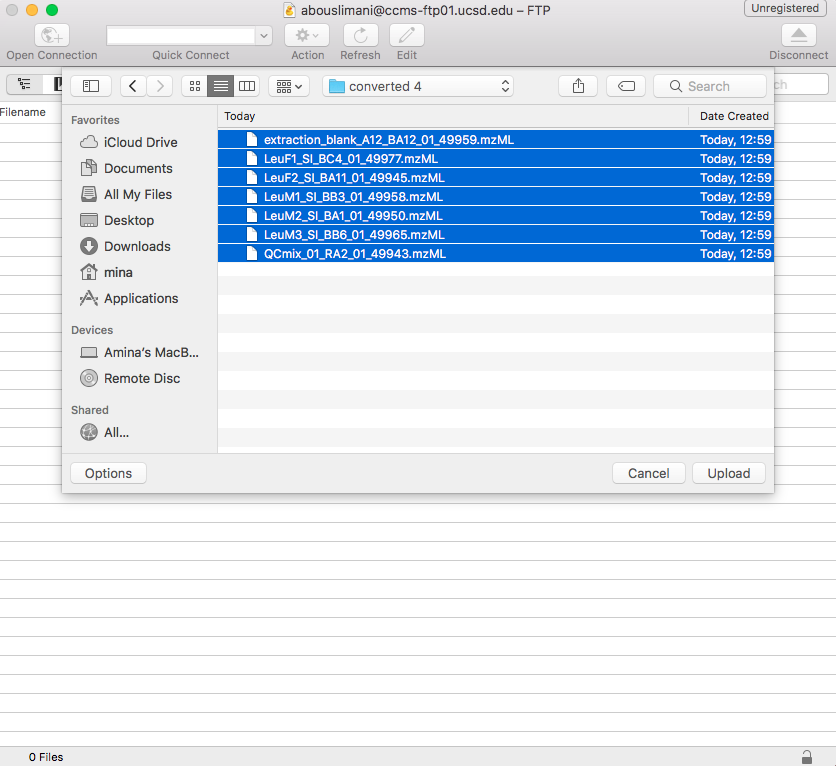 abouslimani@ccms-ftp01.ucsd.edu – FTP
Unregistered
Open Connection
Quick Connect
Action
Refresh
Edit
Disconnect
converted 4
Search
ch
Filename
Favorites
iCloud Drive
Documents
All My Files
Desktop
Downloads
mina
Applications
Devices
Amina's MacB...
Remote Disc
Shared
All...
Today Date Created
extraction_blank_A12_BA12_01_49959.mzML Today, 12:59
LeuF1_SI_BC4_01_49977.mzML Today, 12:59
LeuF2_SI_BA11_01_49945.mzML Today, 12:59
LeuM1_SI_BB3_01_49958.mzML Today, 12:59
LeuM2_SI_BA1_01_49950.mzML Today, 12:59
LeuM3_SI_BB6_01_49965.mzML Today, 12:59
QCmix_01_RA2_01_49943.mzML Today, 12:59
Options
Cancel
Upload
0 Files